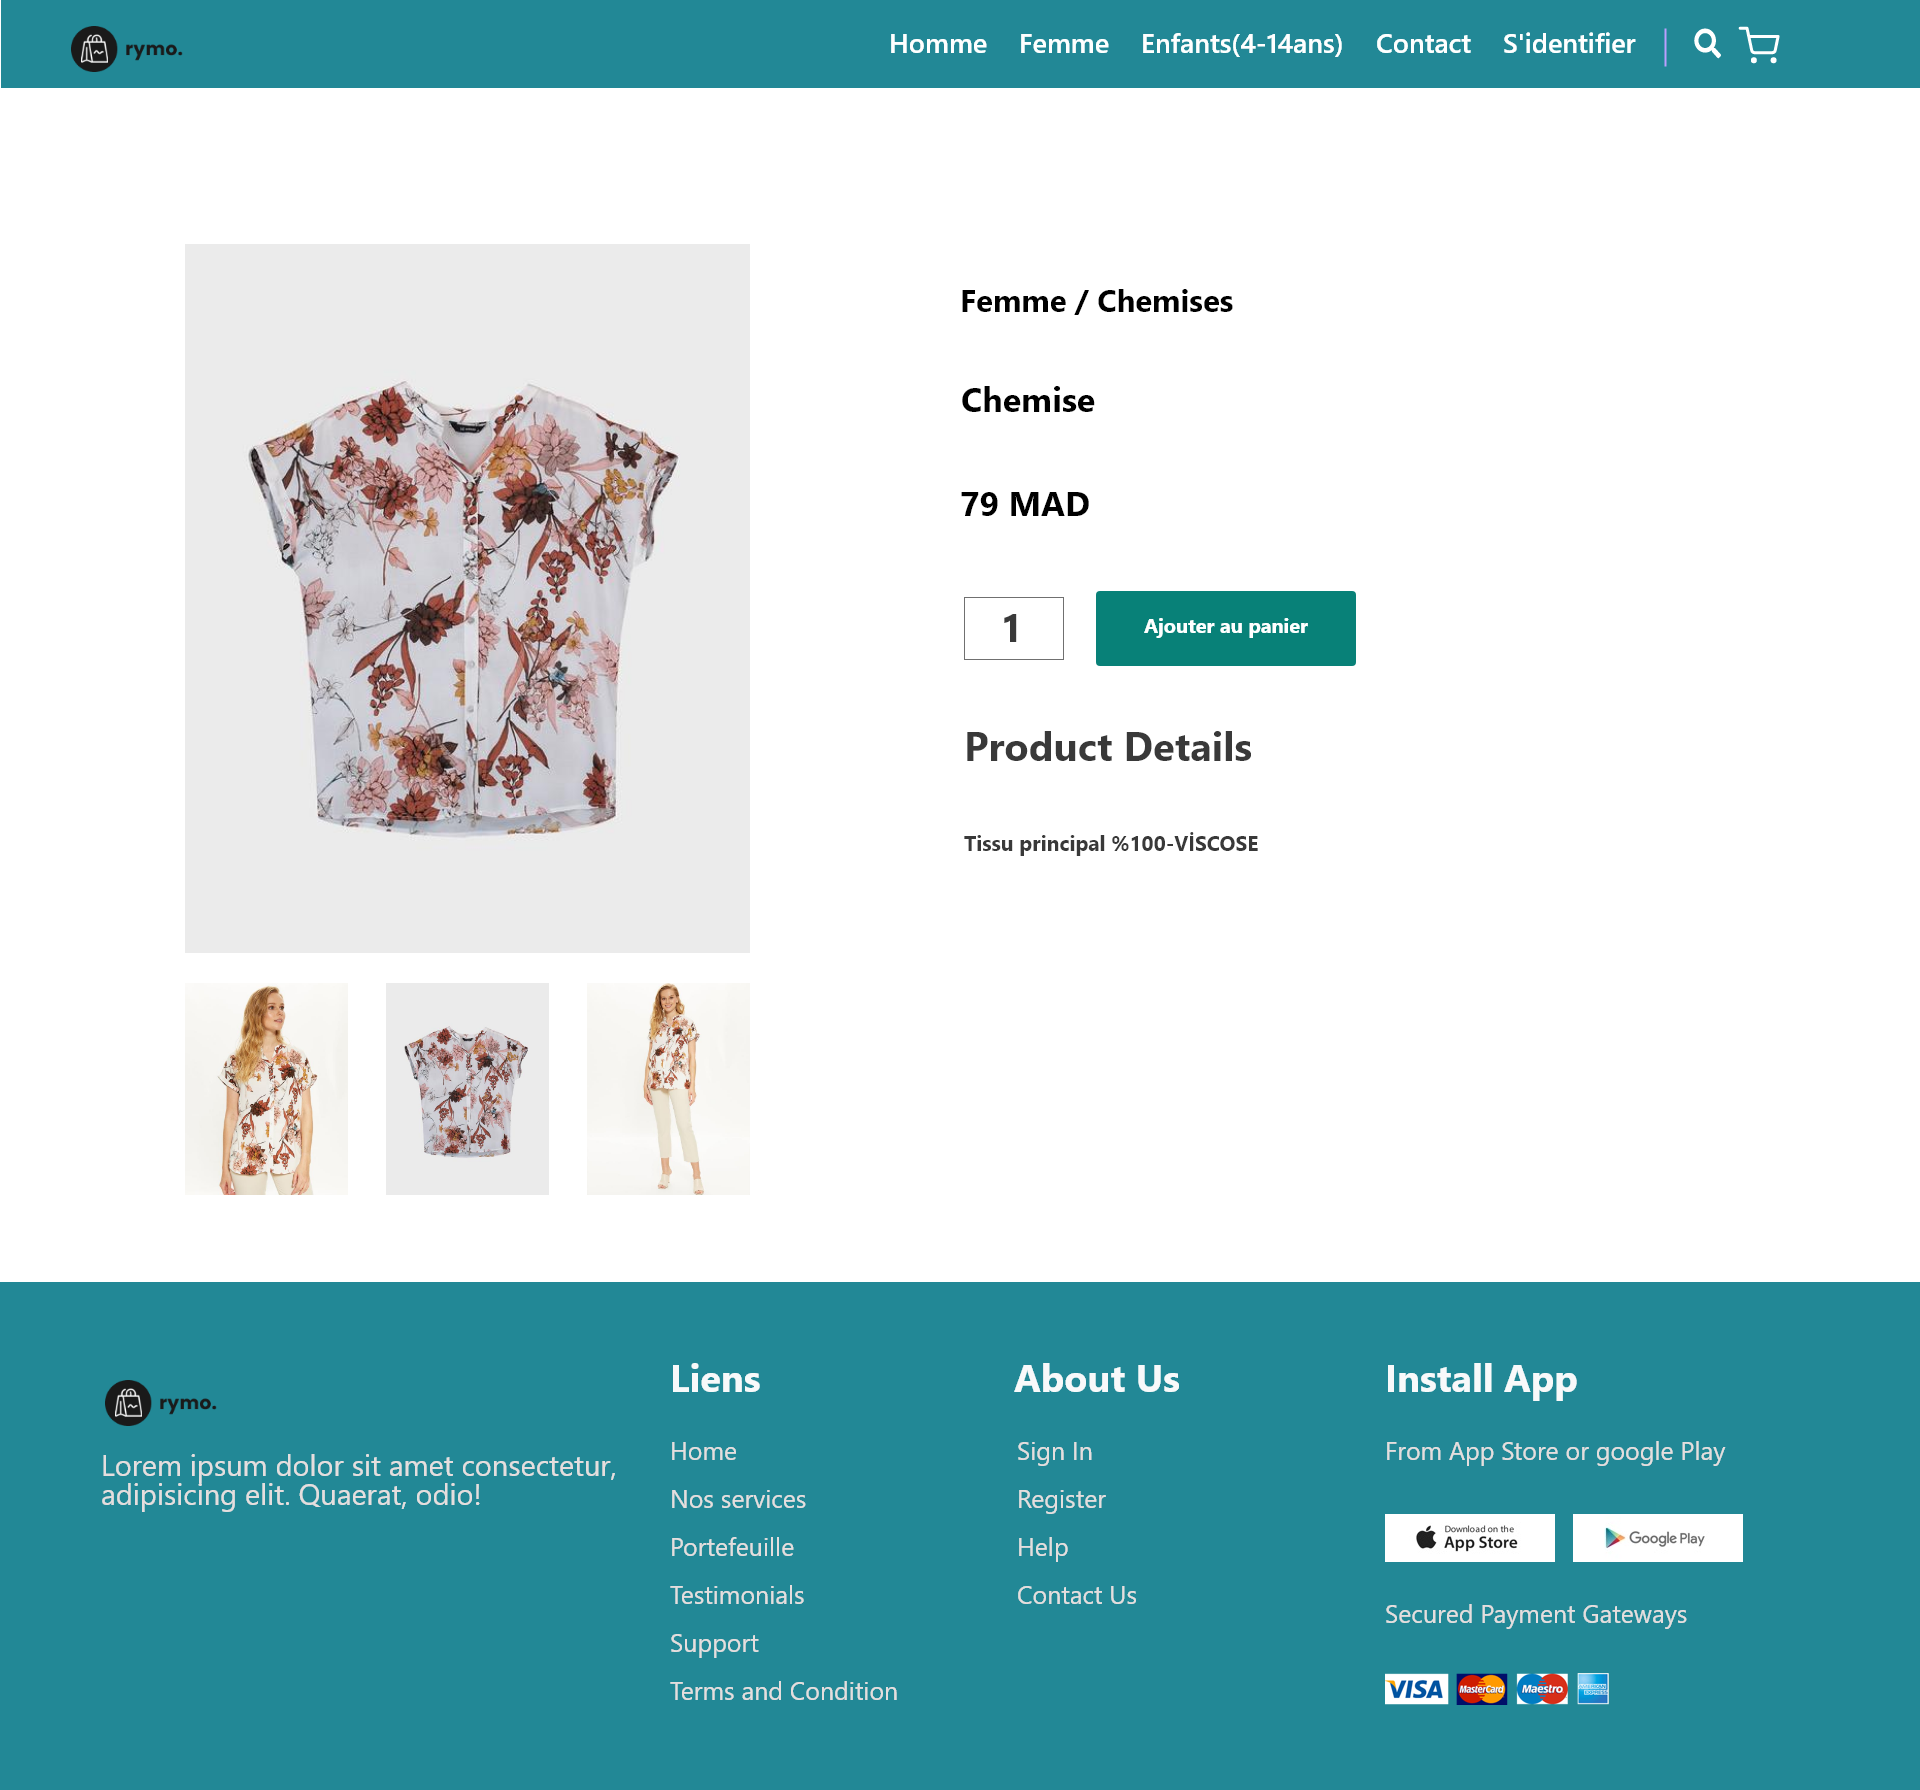 rymo.
Homme Femme Enfants(4-14ans) Contact S'identifier
Femme / Chemises
Chemise
79 MAD
1
Ajouter au panier
Product Details
Tissu principal %100-VİSCOSE
rymo.
Lorem ipsum dolor sit amet consectetur,
adipisicing elit. Quaerat, odio!
Liens
Home
Nos services
Portefeuille
Testimonials
Support
Terms and Condition
About Us
Sign In
Register
Help
Contact Us
Install App
From App Store or google Play
Download on the
App Store
Google Play
Secured Payment Gateways
VISA MasterCard Maestro AMERICAN EXPRESS